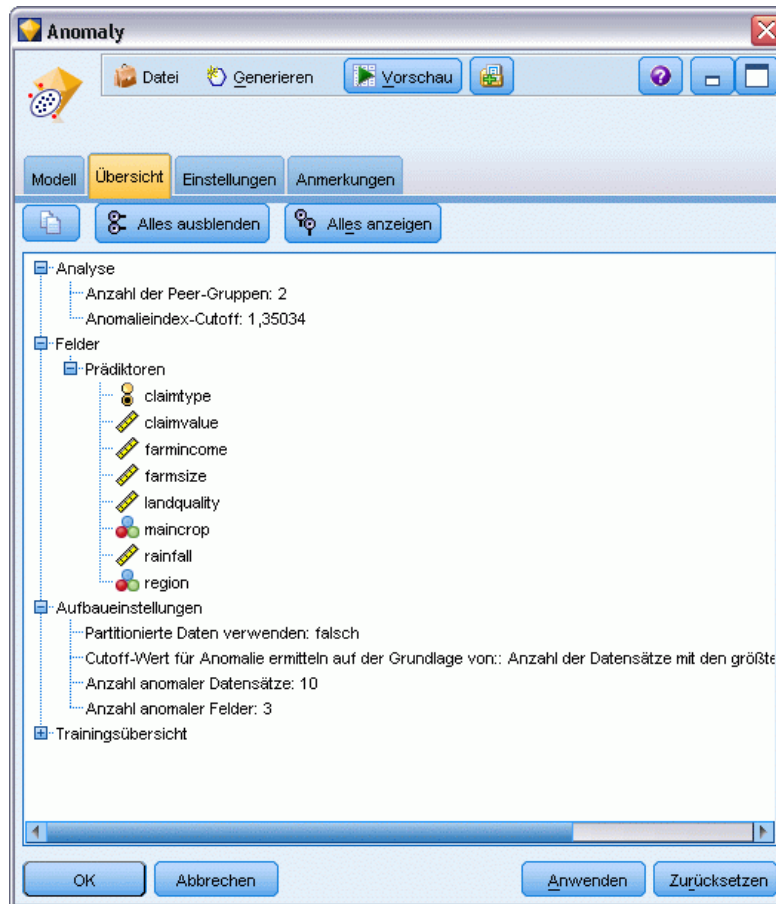 Anomaly
Datei Generieren Vorschau
Modell Übersicht Einstellungen Anmerkungen
Alles ausblenden Alles anzeigen
Analyse
Anzahl der Peer-Gruppen: 2
Anomalieindex-Cutoff: 1,35034
Felder
Prädiktoren
claimtype
claimvalue
farmincome
farmsize
landquality
maincrop
rainfall
region
Aufbaueinstellungen
Partitionierte Daten verwenden: falsch
Cutoff-Wert für Anomalie ermitteln auf der Grundlage von:: Anzahl der Datensätze mit den größte
Anzahl anomaler Datensätze: 10
Anzahl anomaler Felder: 3
Trainingsübersicht
OK Abbrechen Anwenden Zurücksetzen